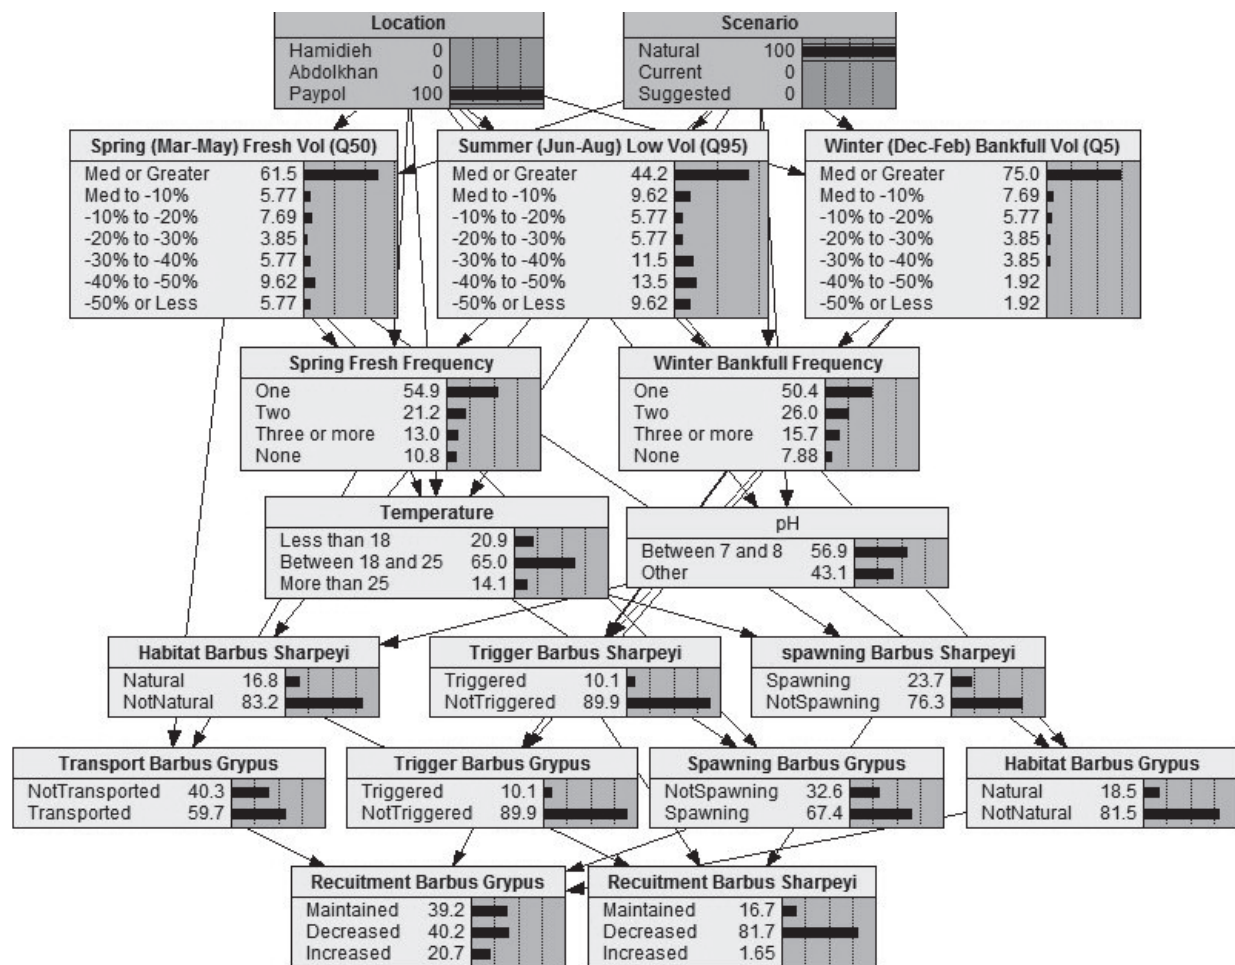 Location
Hamidieh 0
Abdolkhan 0
Paypol 100
Scenario
Natural 100
Current 0
Suggested 0
Spring (Mar-May) Fresh Vol (Q50)
Med or Greater 61.5
Med to -10% 5.77
-10% to -20% 7.69
-20% to -30% 3.85
-30% to -40% 5.77
-40% to -50% 9.62
-50% or Less 5.77
Summer (Jun-Aug) Low Vol (Q95)
Med or Greater 44.2
Med to -10% 9.62
-10% to -20% 5.77
-20% to -30% 5.77
-30% to -40% 11.5
-40% to -50% 13.5
-50% or Less 9.62
Winter (Dec-Feb) Bankfull Vol (Q5)
Med or Greater 75.0
Med to -10% 7.69
-10% to -20% 5.77
-20% to -30% 3.85
-30% to -40% 3.85
-40% to -50% 1.92
-50% or Less 1.92
Spring Fresh Frequency
One 54.9
Two 21.2
Three or more 13.0
None 10.8
Winter Bankfull Frequency
One 50.4
Two 26.0
Three or more 15.7
None 7.88
Temperature
Less than 18 20.9
Between 18 and 25 65.0
More than 25 14.1
pH
Between 7 and 8 56.9
Other 43.1
Habitat Barbus Sharpeyi
Natural 16.8
NotNatural 83.2
Trigger Barbus Sharpeyi
Triggered 10.1
NotTriggered 89.9
spawning Barbus Sharpeyi
Spawning 23.7
NotSpawning 76.3
Transport Barbus Grypus
NotTransported 40.3
Transported 59.7
Trigger Barbus Grypus
Triggered 10.1
NotTriggered 89.9
Spawning Barbus Grypus
NotSpawning 32.6
Spawning 67.4
Habitat Barbus Grypus
Natural 18.5
NotNatural 81.5
Recuitment Barbus Grypus
Maintained 39.2
Decreased 40.2
Increased 20.7
Recuitment Barbus Sharpeyi
Maintained 16.7
Decreased 81.7
Increased 1.65